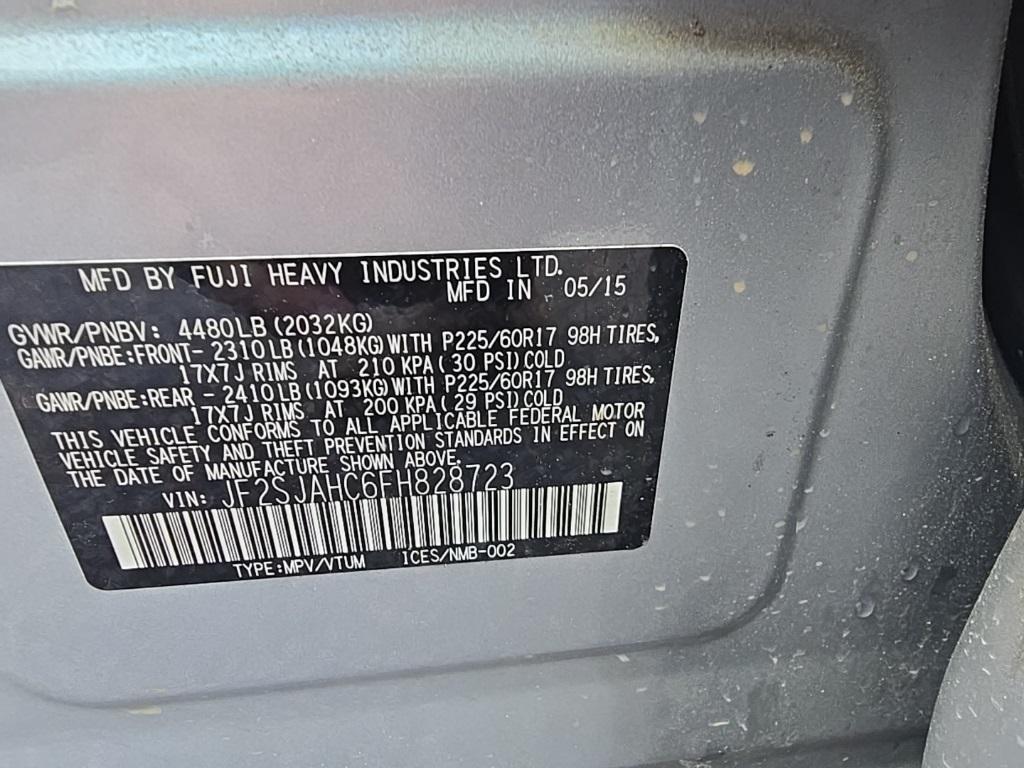 MFD BY FUJI HEAVY INDUSTRIES LTD.
MFD IN 05/15
GVWR/PNBV: 4480LB (2032KG)
GAWR/PNBE:FRONT- 2310LB (1048KG) WITH P225/60R17 98H TIRES,
17X7J RIMS AT 210 KPA (30 PSI) COLD
GAWR/PNBE:REAR - 2410LB (1093KG) WITH P225/60R17 98H TIRES,
17X7J RIMS AT 200 KPA (29 PSI) COLD
THIS VEHICLE CONFORMS TO ALL APPLICABLE FEDERAL MOTOR
VEHICLE SAFETY AND THEFT PREVENTION STANDARDS IN EFFECT ON
THE DATE OF MANUFACTURE SHOWN ABOVE.
VIN: JF2SJAHC6FH828723
TYPE:MPV/VTUM ICES/NMB-002